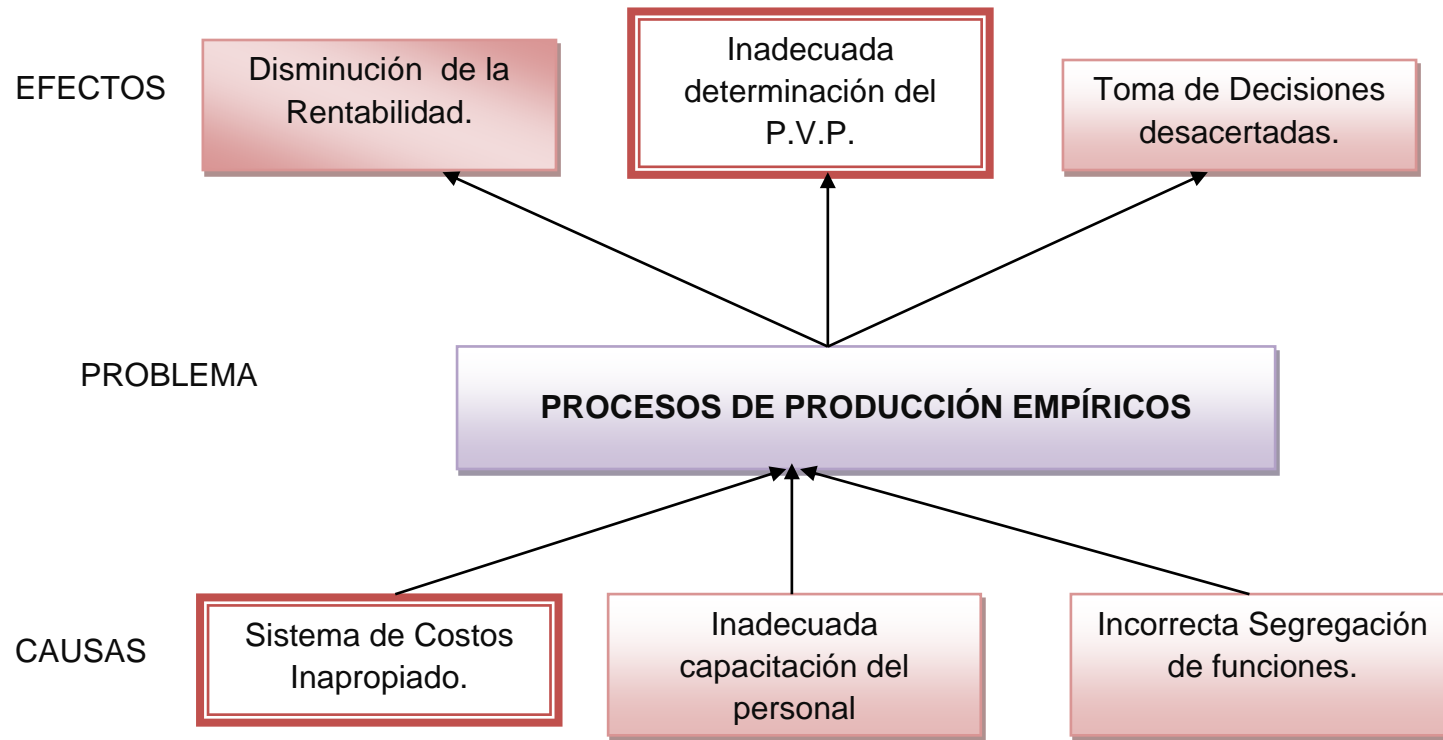 EFECTOS
Disminución de la
Rentabilidad.
Inadecuada
determinación del
P.V.P.
Toma de Decisiones
desacertadas.
PROBLEMA
PROCESOS DE PRODUCCIÓN EMPÍRICOS
CAUSAS
Sistema de Costos
Inapropiado.
Inadecuada
capacitación del
personal
Incorrecta Segregación
de funciones.